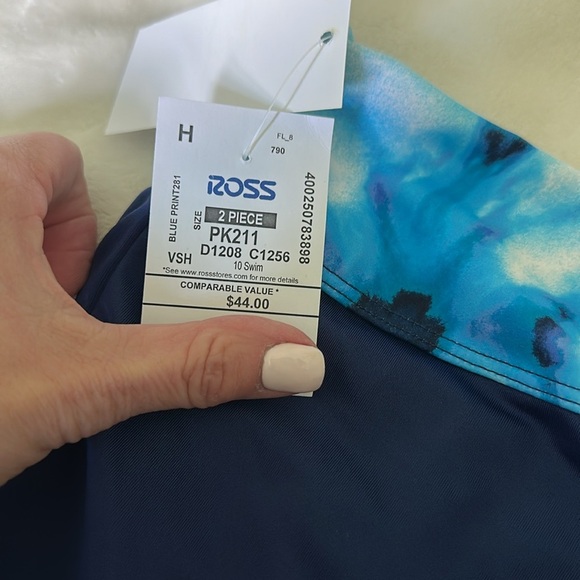 H
FL_8
790
ROSS
BLUE PRINT281
SIZE
2 PIECE
PK211
D1208 C1256
VSH
10 Swim
*See www.rossstores.com for more details
COMPARABLE VALUE *
$44.00
400250783898